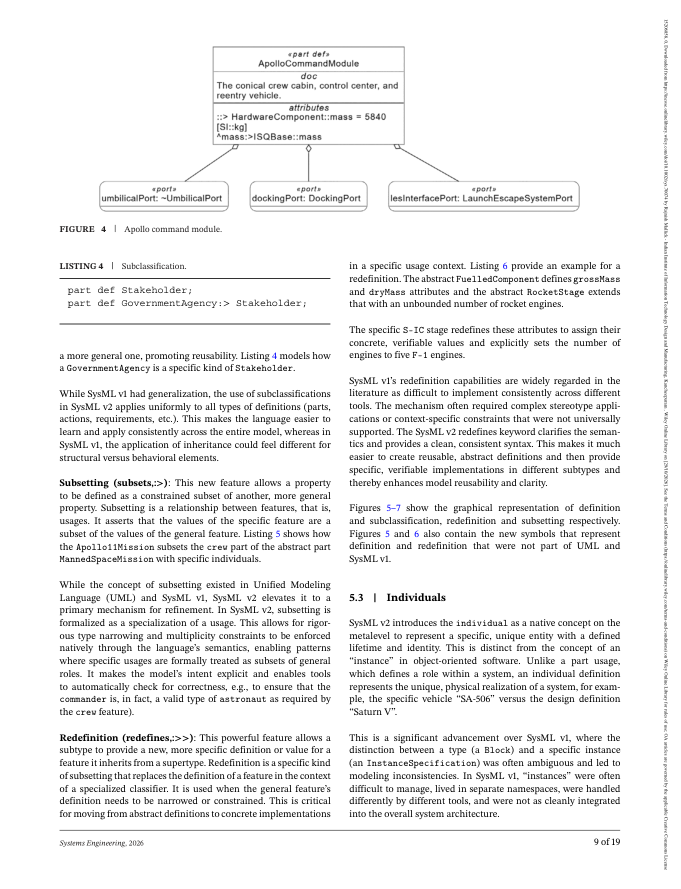 «part def»
ApolloCommandModule
doc
The conical crew cabin, control center, and
reentry vehicle.
attributes
::> HardwareComponent::mass = 5840
[SI::kg]
^mass:>ISQBase::mass
«port»
umbilicalPort: ~UmbilicalPort
«port»
dockingPort: DockingPort
«port»
lesInterfacePort: LaunchEscapeSystemPort
FIGURE 4 | Apollo command module.
LISTING 4 | Subclassification.
part def Stakeholder;
part def GovernmentAgency:> Stakeholder;
a more general one, promoting reusability. Listing 4 models how
a GovernmentAgency is a specific kind of Stakeholder.
While SysML v1 had generalization, the use of subclassifications
in SysML v2 applies uniformly to all types of definitions (parts,
actions, requirements, etc.). This makes the language easier to
learn and apply consistently across the entire model, whereas in
SysML v1, the application of inheritance could feel different for
structural versus behavioral elements.
Subsetting (subsets,:>): This new feature allows a property
to be defined as a constrained subset of another, more general
property. Subsetting is a relationship between features, that is,
usages. It asserts that the values of the specific feature are a
subset of the values of the general feature. Listing 5 shows how
the Apollo11Mission subsets the crew part of the abstract part
MannedSpaceMission with specific individuals.
While the concept of subsetting existed in Unified Modeling
Language (UML) and SysML v1, SysML v2 elevates it to a
primary mechanism for refinement. In SysML v2, subsetting is
formalized as a specialization of a usage. This allows for rigor-
ous type narrowing and multiplicity constraints to be enforced
natively through the language's semantics, enabling patterns
where specific usages are formally treated as subsets of general
roles. It makes the model's intent explicit and enables tools
to automatically check for correctness, e.g., to ensure that the
commander is, in fact, a valid type of astronaut as required by
the crew feature).
Redefinition (redefines,:>>): This powerful feature allows a
subtype to provide a new, more specific definition or value for a
feature it inherits from a supertype. Redefinition is a specific kind
of subsetting that replaces the definition of a feature in the context
of a specialized classifier. It is used when the general feature's
definition needs to be narrowed or constrained. This is critical
for moving from abstract definitions to concrete implementations
in a specific usage context. Listing 6 provide an example for a
redefinition. The abstract FuelledComponent defines grossMass
and dryMass attributes and the abstract RocketStage extends
that with an unbounded number of rocket engines.
The specific S-IC stage redefines these attributes to assign their
concrete, verifiable values and explicitly sets the number of
engines to five F-1 engines.
SysML v1's redefinition capabilities are widely regarded in the
literature as difficult to implement consistently across different
tools. The mechanism often required complex stereotype appli-
cations or context-specific constraints that were not universally
supported. The SysML v2 redefines keyword clarifies the seman-
tics and provides a clean, consistent syntax. This makes it much
easier to create reusable, abstract definitions and then provide
specific, verifiable implementations in different subtypes and
thereby enhances model reusability and clarity.
Figures 5–7 show the graphical representation of definition
and subclassification, redefinition and subsetting respectively.
Figures 5 and 6 also contain the new symbols that represent
definition and redefinition that were not part of UML and
SysML v1.
5.3 | Individuals
SysML v2 introduces the individual as a native concept on the
metalevel to represent a specific, unique entity with a defined
lifetime and identity. This is distinct from the concept of an
“instance” in object-oriented software. Unlike a part usage,
which defines a role within a system, an individual definition
represents the unique, physical realization of a system, for exam-
ple, the specific vehicle “SA-506” versus the design definition
“Saturn V”.
This is a significant advancement over SysML v1, where the
distinction between a type (a Block) and a specific instance
(an InstanceSpecification) was often ambiguous and led to
modeling inconsistencies. In SysML v1, “instances” were often
difficult to manage, lived in separate namespaces, were handled
differently by different tools, and were not as cleanly integrated
into the overall system architecture.
Systems Engineering, 2026
9 of 19